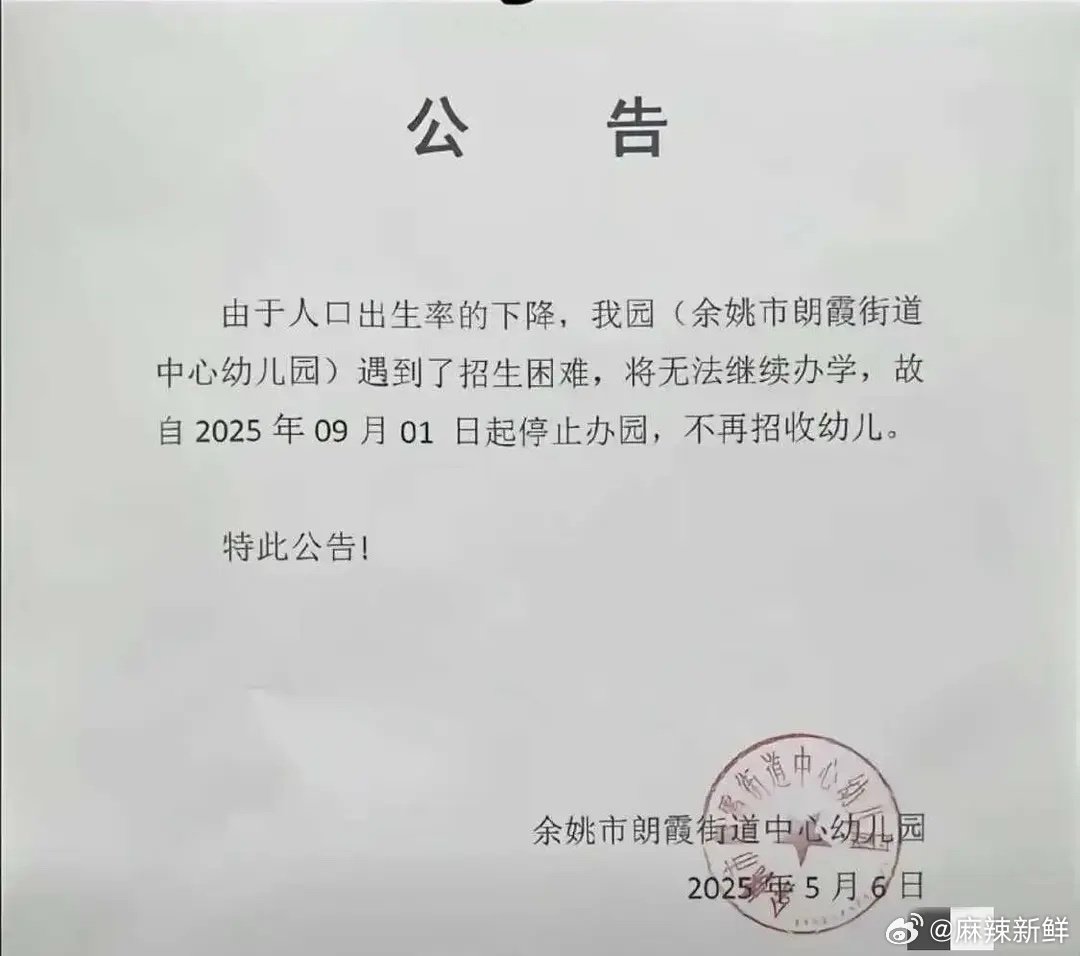 公 告
由于人口出生率的下降，我园（余姚市朗霞街道
中心幼儿园）遇到了招生困难，将无法继续办学，故
自 2025 年 09 月 01 日起停止办园，不再招收幼儿。
特此公告！
霞街道中心幼儿园
余姚市朗霞街道中心幼儿园
2025 年 5 月 6 日
@麻辣新鲜